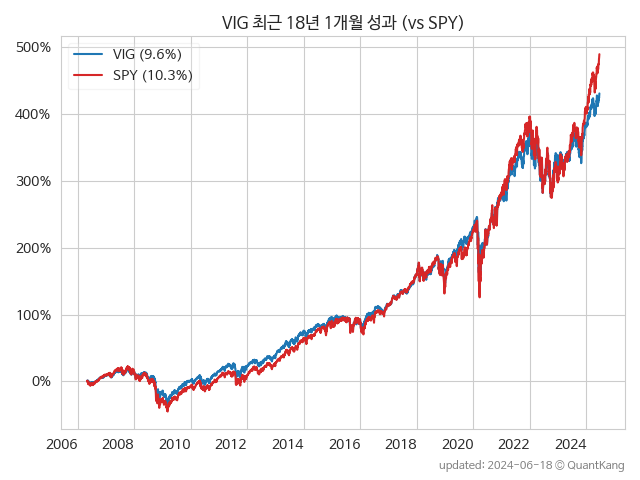 VIG 최근 18년 1개월 성과 (vs SPY)
VIG (9.6%)
SPY (10.3%)
500%
400%
300%
200%
100%
0%
2006 2008 2010 2012 2014 2016 2018 2020 2022 2024
updated: 2024-06-18 © QuantKang